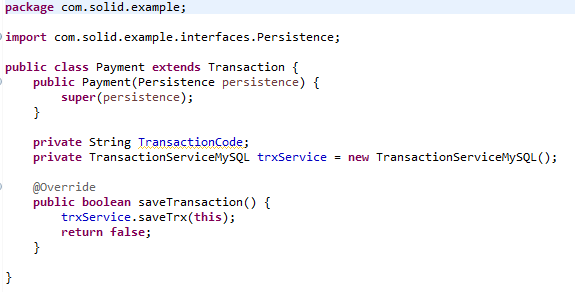 package com.solid.example;
import com.solid.example.interfaces.Persistence;
public class Payment extends Transaction {
public Payment(Persistence persistence) {
super(persistence);
}
private String TransactionCode;
private TransactionServiceMySQL trxService = new TransactionServiceMySQL();
@Override
public boolean saveTransaction() {
trxService.saveTrx(this);
return false;
}
}